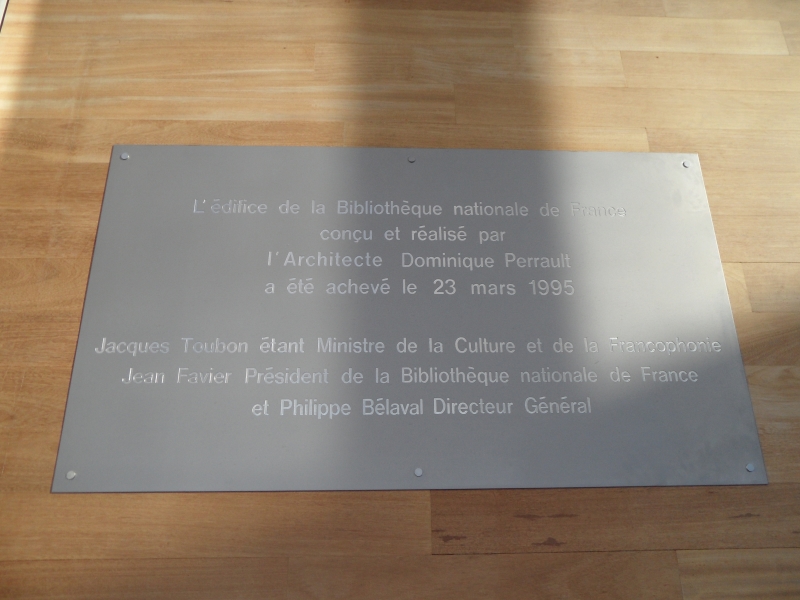 L'édifice de la Bibliothèque nationale de France
conçu et réalisé par
l'Architecte Dominique Perrault
a été achevé le 23 mars 1995
Jacques Toubon étant Ministre de la Culture et de la Francophonie
Jean Favier Président de la Bibliothèque nationale de France
et Philippe Bélaval Directeur Général